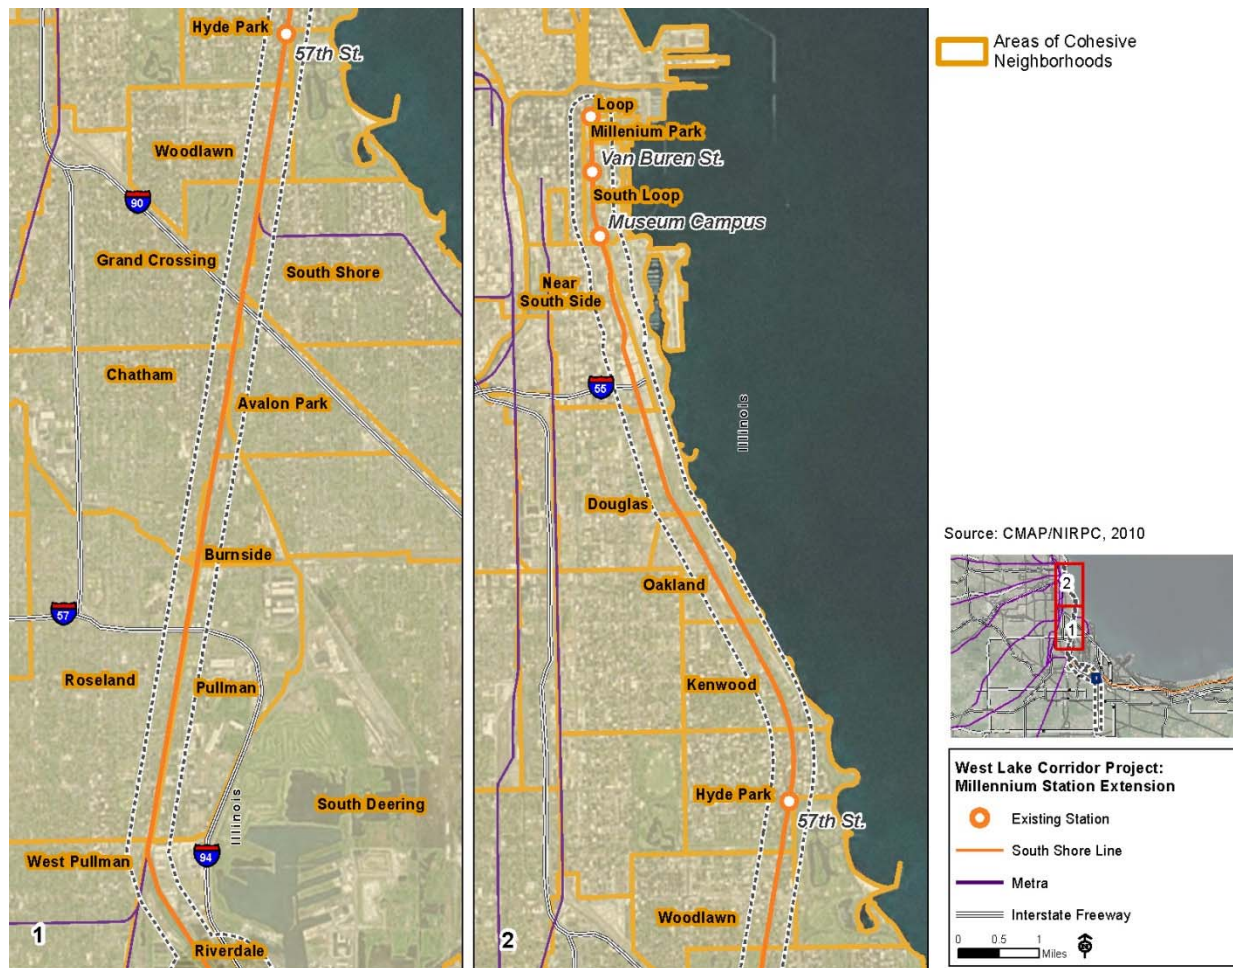 Hyde Park
57th St.
Woodlawn
90
Grand Crossing
South Shore
Chatham
Avalon Park
Burnside
57
Roseland
Pullman
South Deering
Illinois
West Pullman
94
Riverdale
1
Loop
Millenium Park
Van Buren St.
South Loop
Museum Campus
Near
South Side
55
Illinois
Douglas
Oakland
Kenwood
Hyde Park
57th St.
Woodlawn
2
Areas of Cohesive
Neighborhoods
Source: CMAP/NIRPC, 2010
2
1
West Lake Corridor Project:
Millennium Station Extension
Existing Station
South Shore Line
Metra
Interstate Freeway
0 0.5 1
Miles